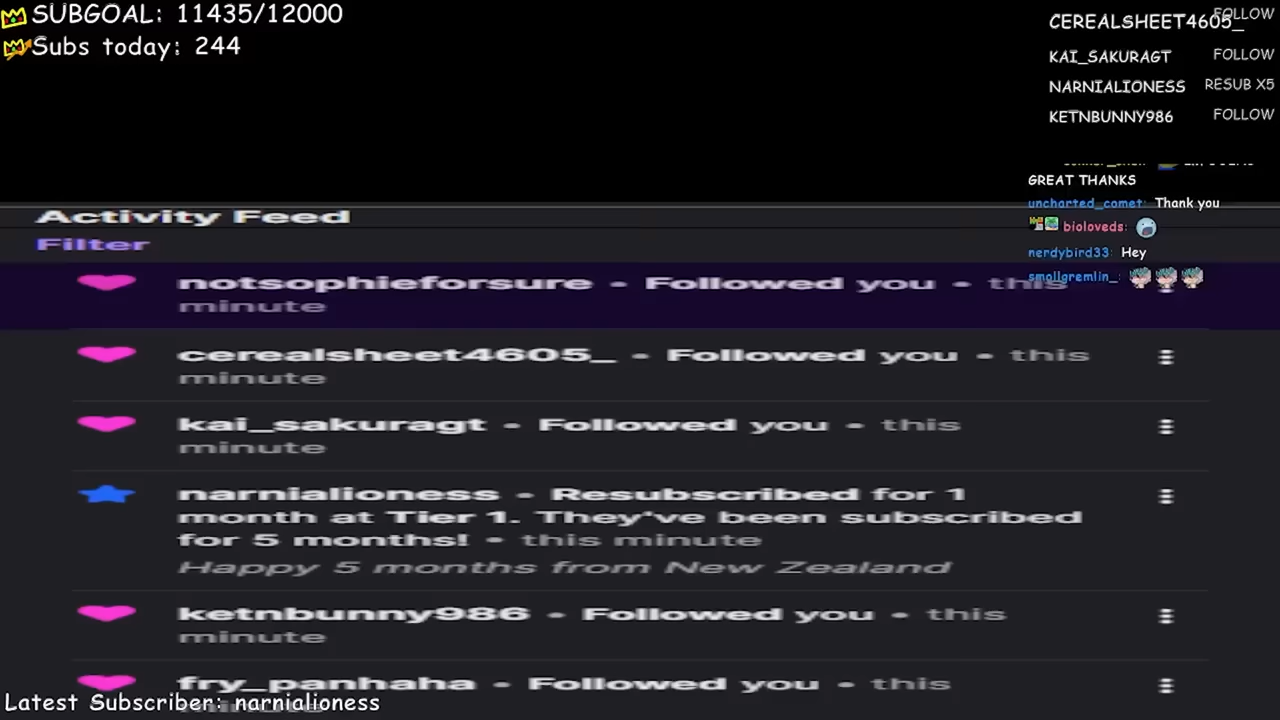 SUBGOAL: 11435/12000
Subs today: 244
CEREALSHEET4605_ FOLLOW
KAI_SAKURAGT FOLLOW
NARNIALIONESS RESUB X5
KETNBUNNY986 FOLLOW
GREAT THANKS
uncharted_comet: Thank you
bioloveds:
nerdybird33: Hey
smollgremlin_:
Activity Feed
Filter
notsophieforsure • Followed you • this
minute
cerealsheet4605_ • Followed you • this
minute
kai_sakuragt • Followed you • this
minute
narnialioness • Resubscribed for 1
month at Tier 1. They've been subscribed
for 5 months! • this minute
Happy 5 months from New Zealand
ketnbunny986 • Followed you • this
minute
fry_panhaha • Followed you • this
Latest Subscriber: narnialioness